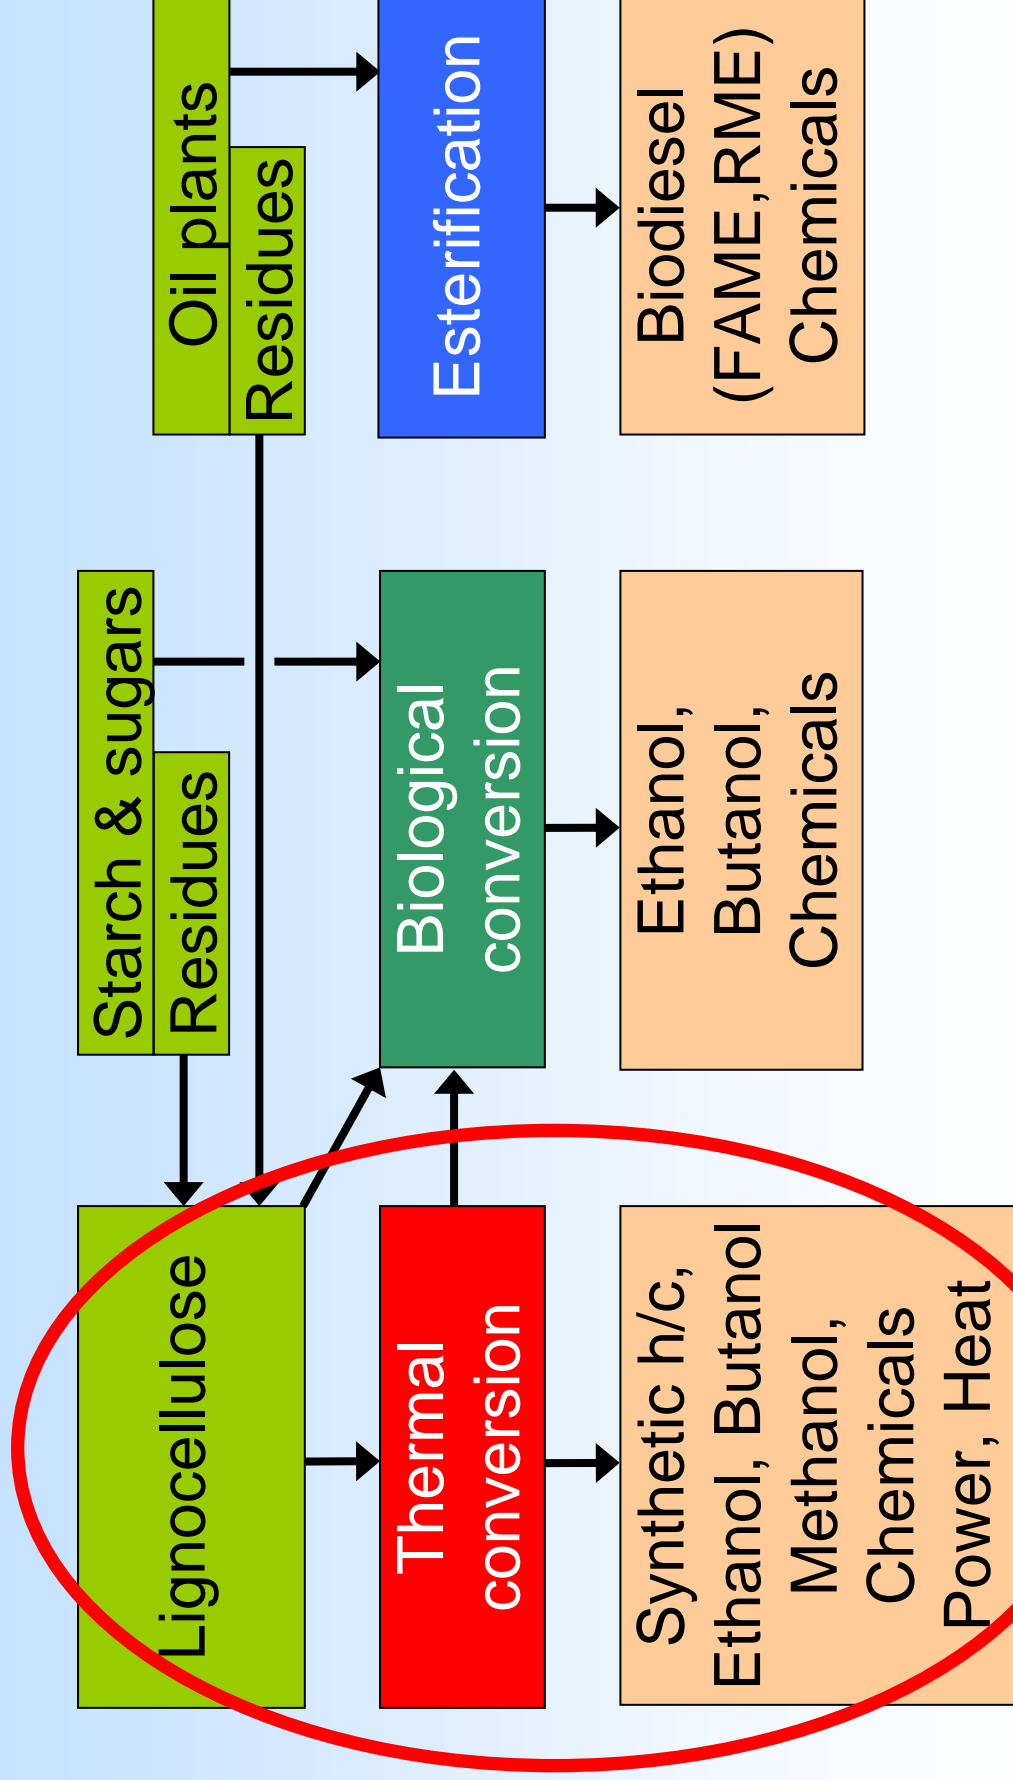 Lignocellulose
Thermal
conversion
Synthetic h/c,
Ethanol, Butanol
Methanol,
Chemicals
Power, Heat
Starch & sugars
Residues
Biological
conversion
Ethanol,
Butanol,
Chemicals
Oil plants
Residues
Esterification
Biodiesel
(FAME,RME)
Chemicals